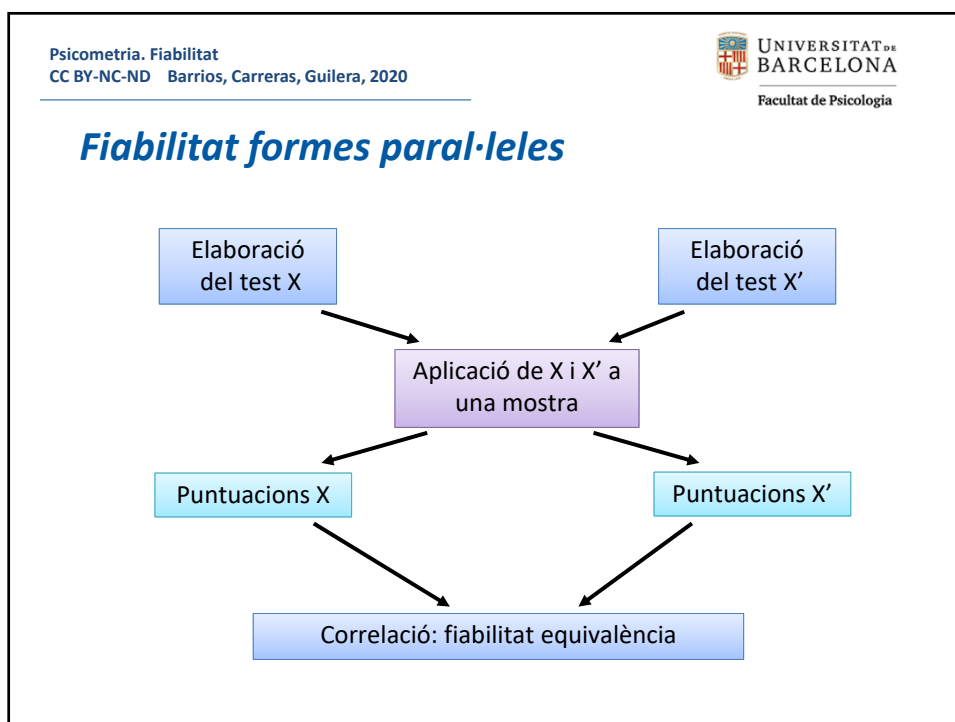 Psicometria. Fiabilitat
CC BY-NC-ND Barrios, Carreras, Guilera, 2020
UNIVERSITAT DE
BARCELONA
Facultat de Psicologia
Fiabilitat formes paral·leles
Elaboració
del test X
Elaboració
del test X’
Aplicació de X i X’ a
una mostra
Puntuacions X
Puntuacions X’
Correlació: fiabilitat equivalència